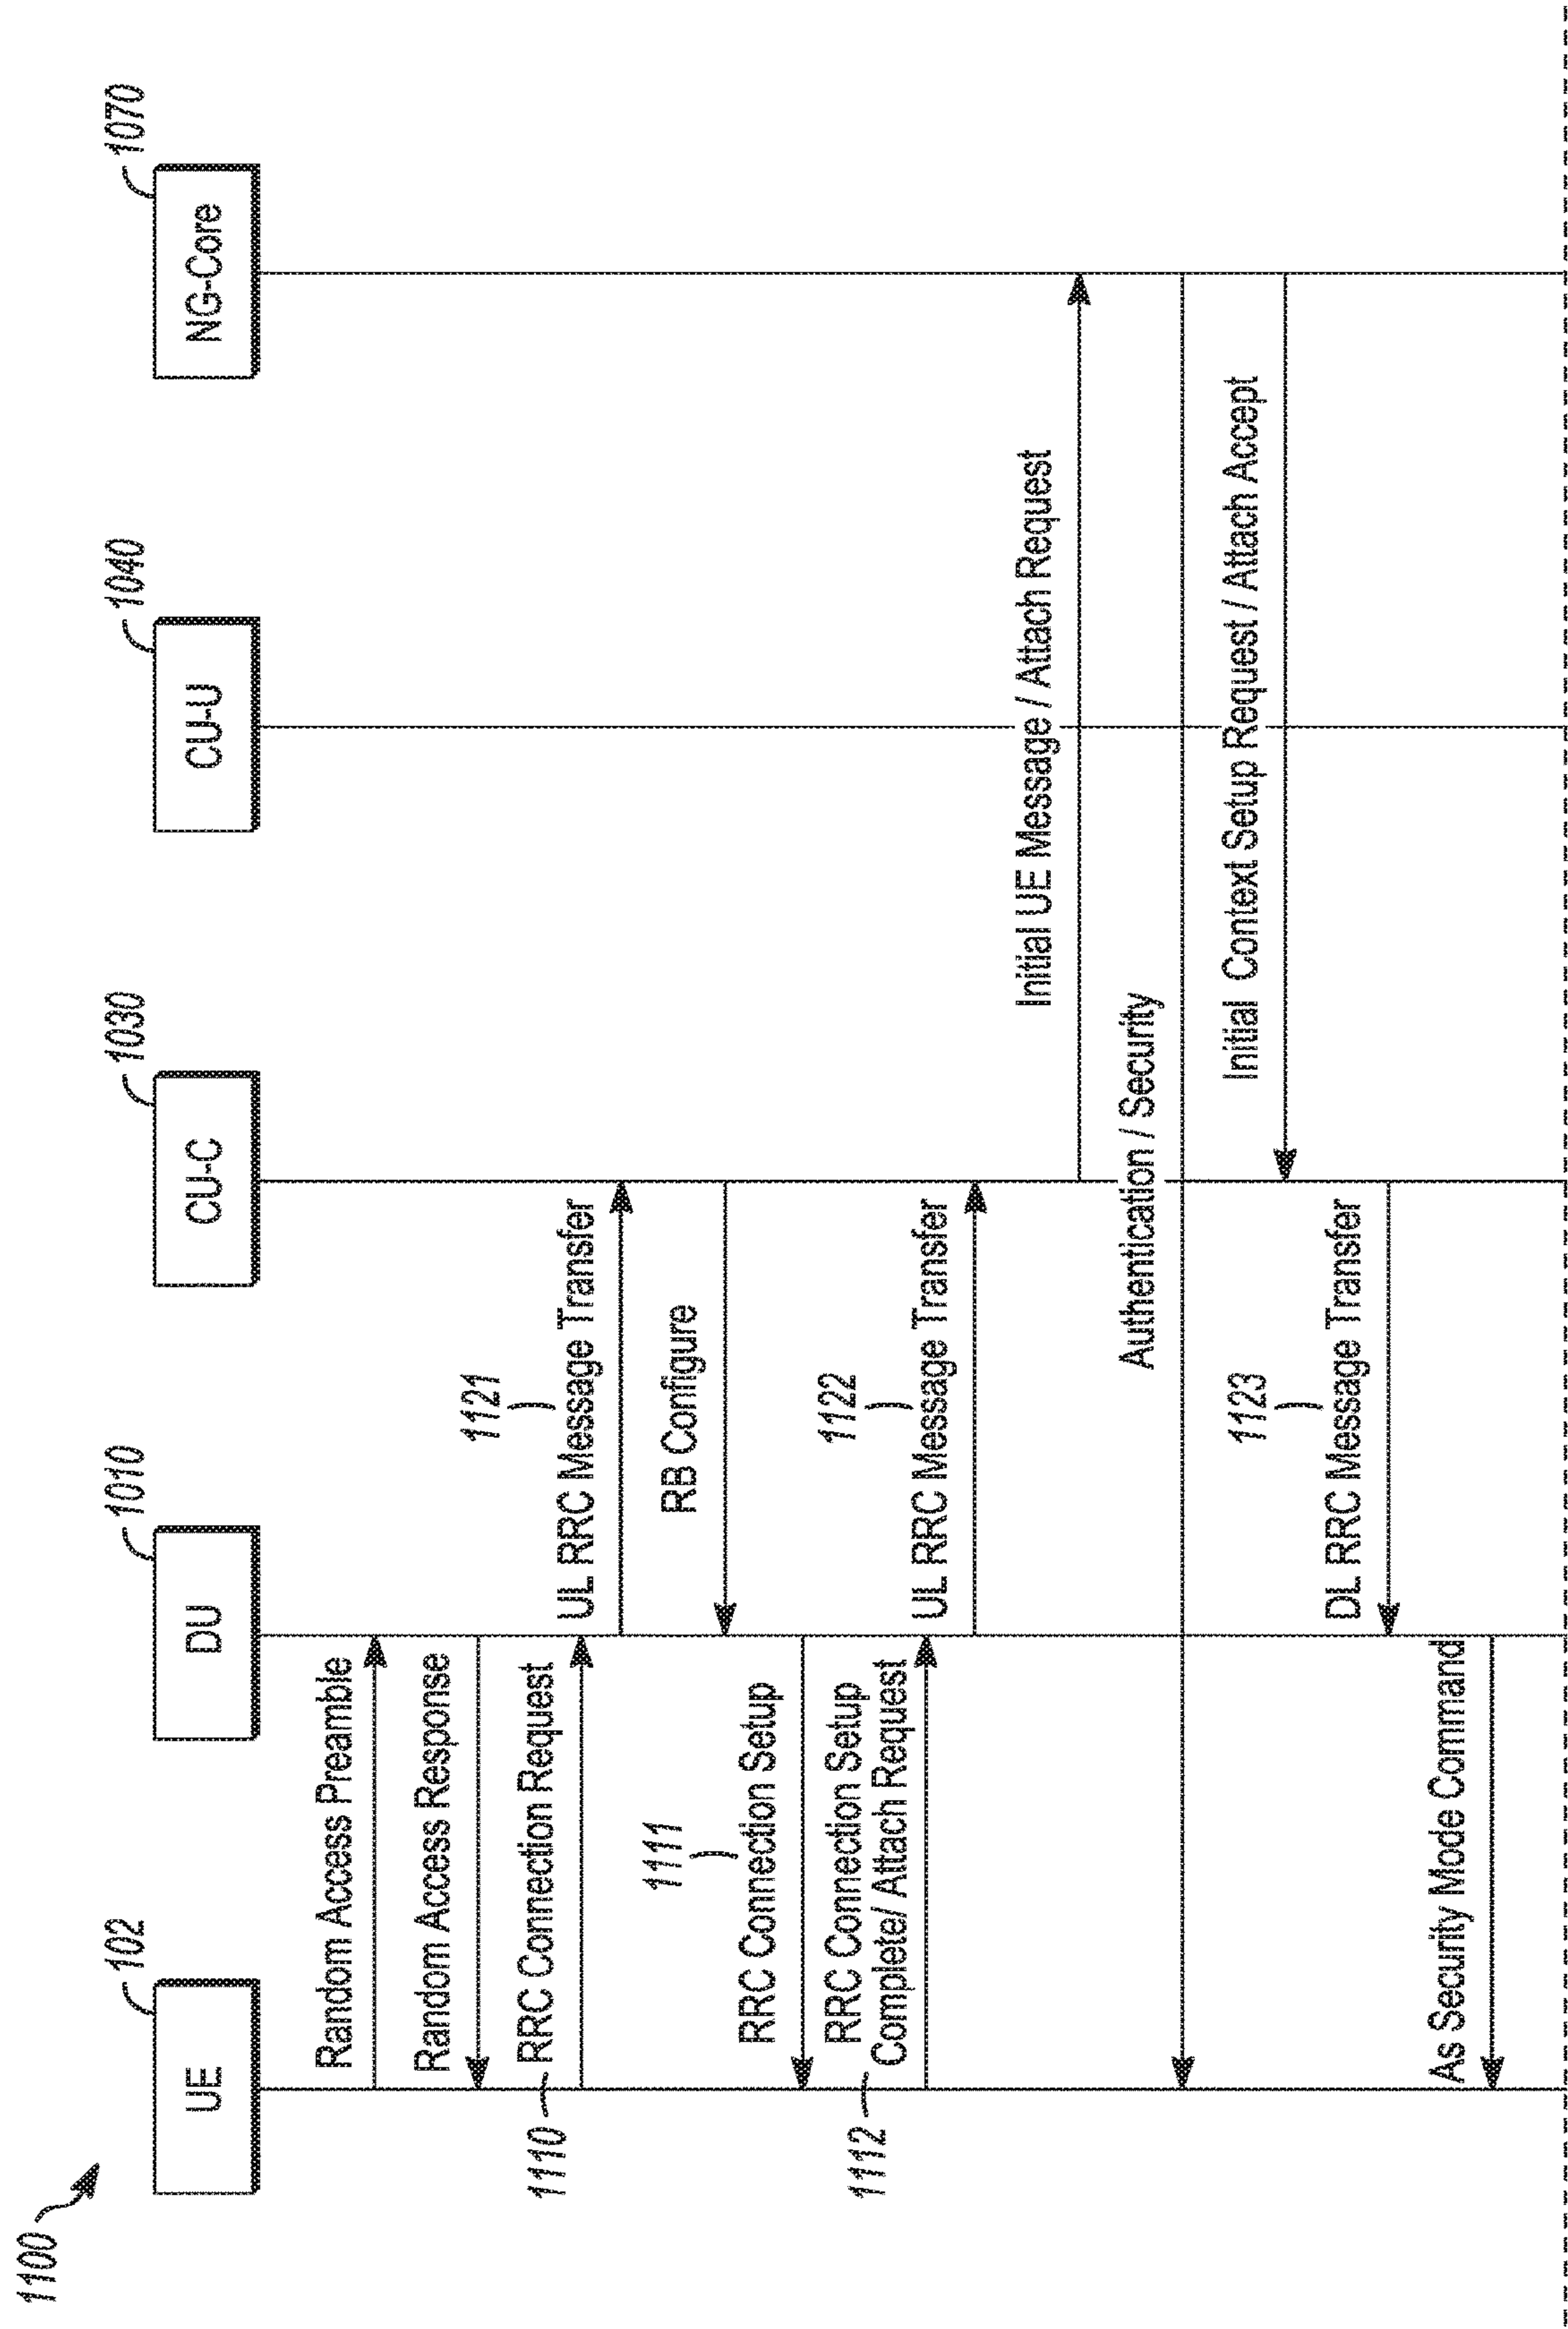 1100
102
UE
1010
DU
1030
CU-C
1040
CU-U
1070
NG-Core
Random Access Preamble
Random Access Response
1110
RRC Connection Request
1121
UL RRC Message Transfer
RB Configure
1111
RRC Connection Setup
1112
RRC Connection Setup
Complete/ Attach Request
1122
UL RRC Message Transfer
Initial UE Message / Attach Request
Authentication / Security
Initial Context Setup Request / Attach Accept
1123
DL RRC Message Transfer
As Security Mode Command